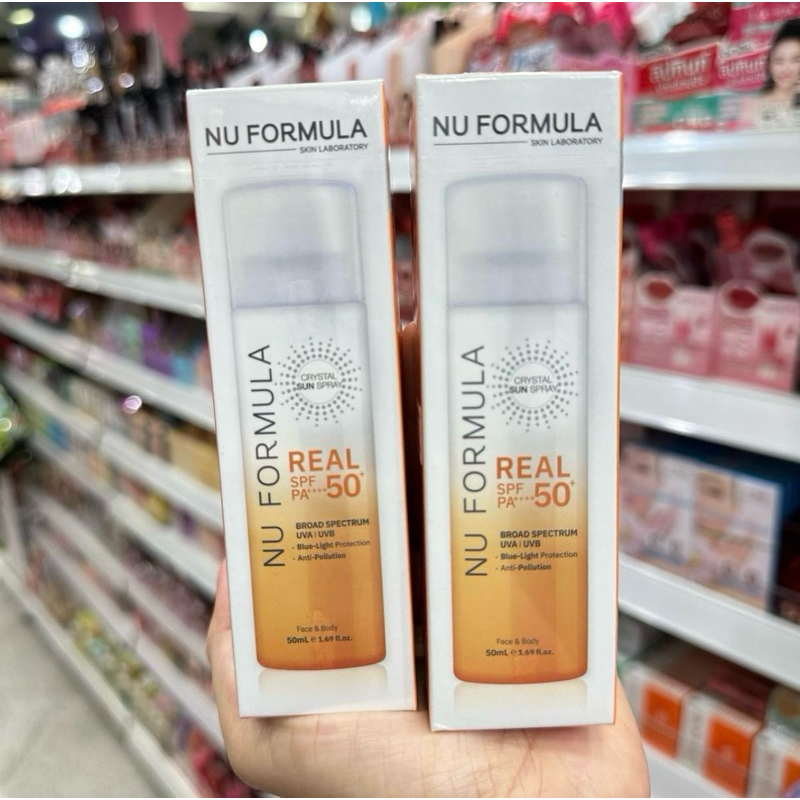 NU FORMULA
SKIN LABORATORY
NU FORMULA
CRYSTAL
SUN SPRAY
REAL
SPF
PA++++
50+
BROAD SPECTRUM
UVA | UVB
- Blue-Light Protection
- Anti-Pollution
Face & Body
50mL ℮ 1.69 fl.oz.
NU FORMULA
SKIN LABORATORY
NU FORMULA
CRYSTAL
SUN SPRAY
REAL
SPF
PA++++
50+
BROAD SPECTRUM
UVA | UVB
- Blue-Light Protection
- Anti-Pollution
Face & Body
50mL ℮ 1.69 fl.oz.